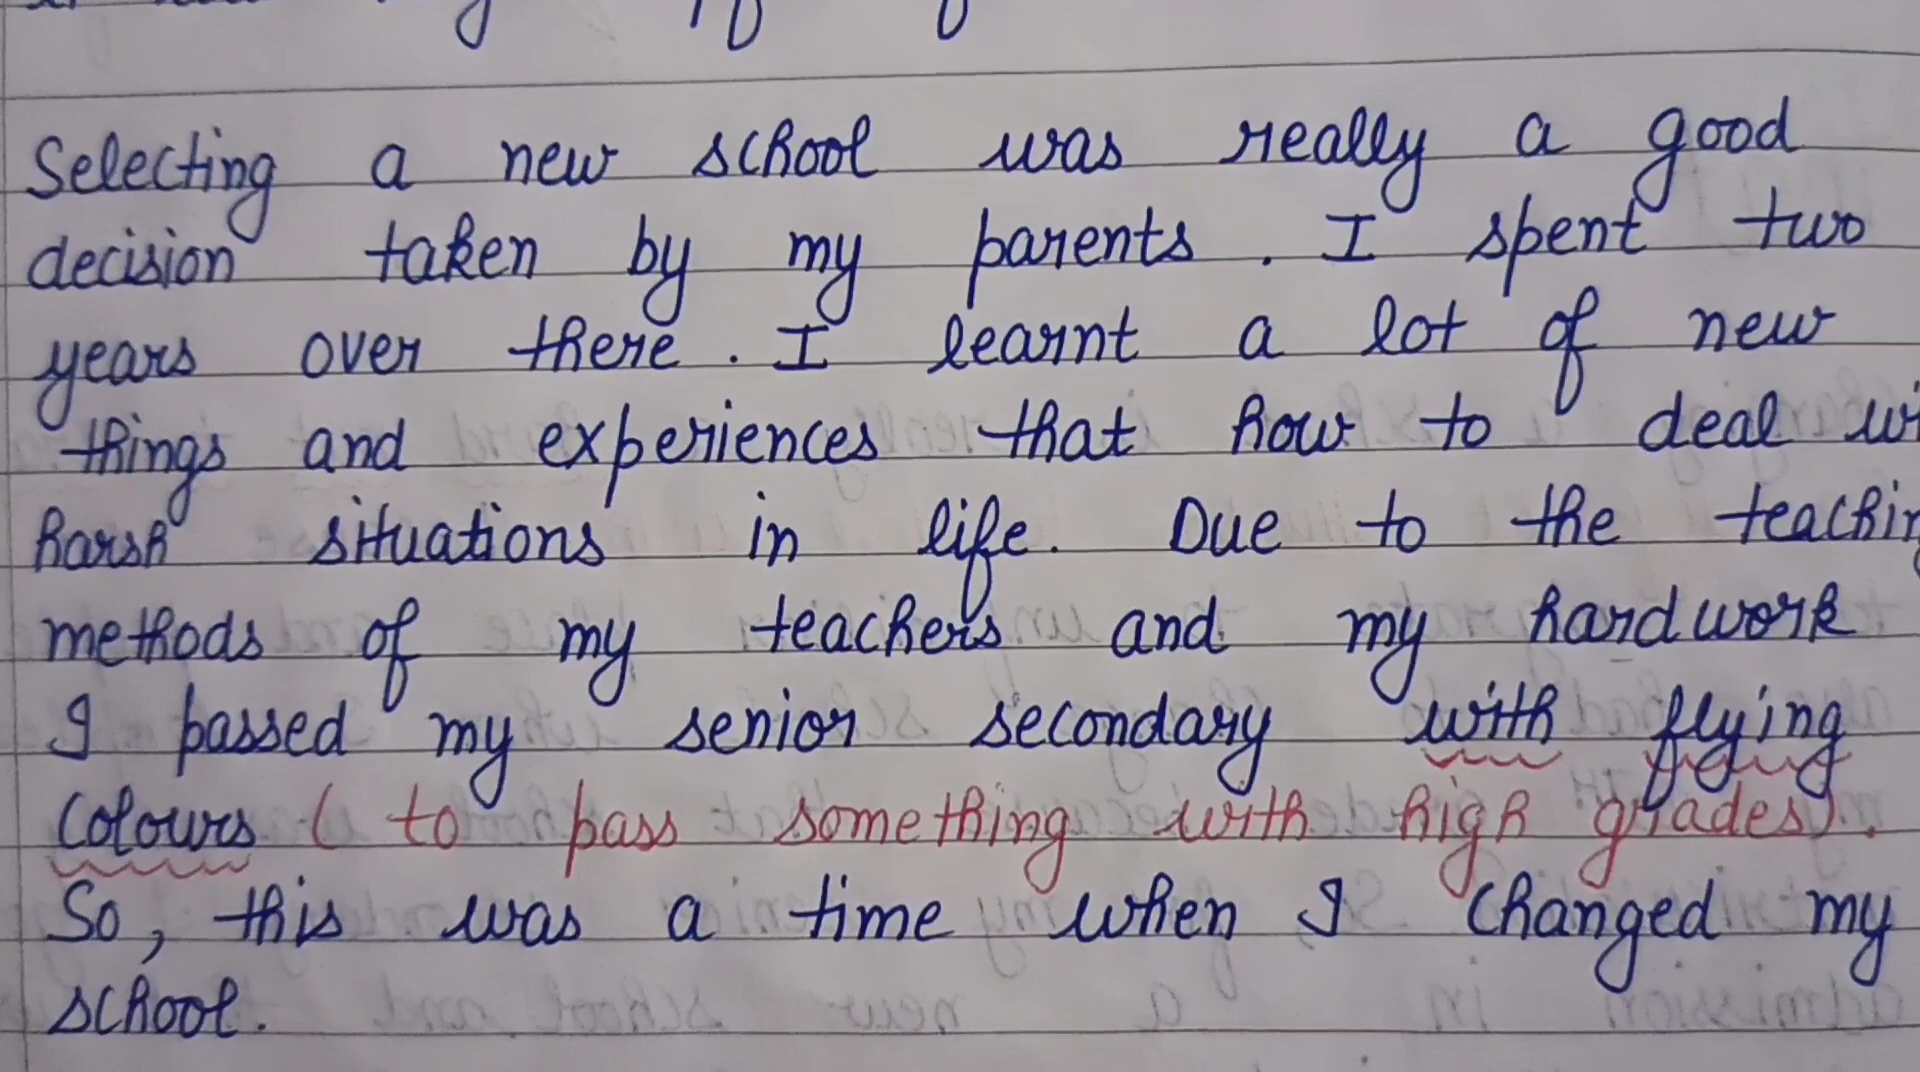 Selecting a new school was really a good
decision taken by my parents. I spent two
years over there. I learnt a lot of new
things and experiences that how to deal wi
harsh situations in life. Due to the teachin
methods of my teachers and my hardwork
I passed my senior secondary with flying
colours (to pass something with high grades).
So, this was a time when I changed my
school.